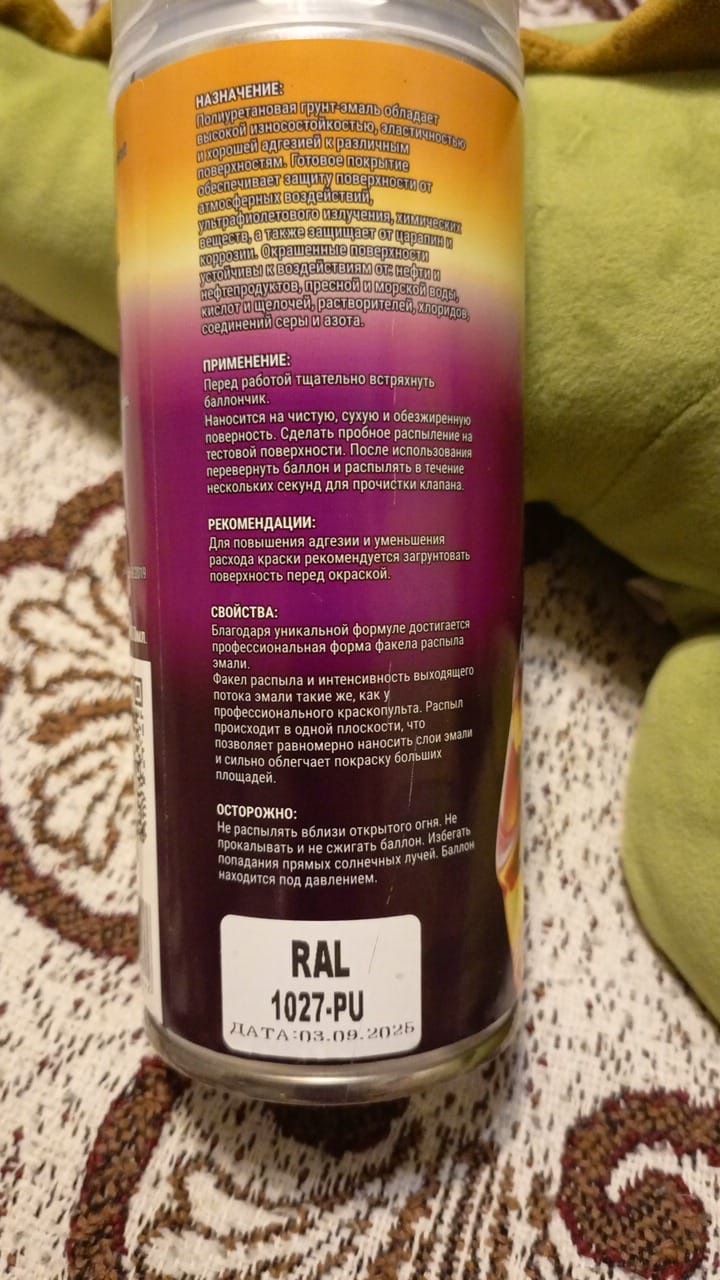 НАЗНАЧЕНИЕ:
Полиуретановая грунт-эмаль обладает
высокой износостойкостью, эластичностью
и хорошей адгезией к различным
поверхностям. Готовое покрытие
обеспечивает защиту поверхности от
атмосферных воздействий,
ультрафиолетового излучения, химических
веществ, а также защищает от царапин и
коррозии. Окрашенные поверхности
устойчивы к воздействиям от: нефти и
нефтепродуктов, пресной и морской воды,
кислот и щелочей, растворителей, хлоридов,
соединений серы и азота.
ПРИМЕНЕНИЕ:
Перед работой тщательно встряхнуть
баллончик.
Наносится на чистую, сухую и обезжиренную
поверность. Сделать пробное распыление на
тестовой поверхности. После использования
перевернуть баллон и распылять в течение
нескольких секунд для прочистки клапана.
РЕКОМЕНДАЦИИ:
Для повышения адгезии и уменьшения
расхода краски рекомендуется загрунтовать
поверхность перед окраской.
СВОЙСТВА:
Благодаря уникальной формуле достигается
профессиональная форма факела распыла
эмали.
Факел распыла и интенсивность выходящего
потока эмали такие же, как у
профессионального краскопульта. Распыл
происходит в одной плоскости, что
позволяет равномерно наносить слои эмали
и сильно облегчает покраску больших
площадей.
ОСТОРОЖНО:
Не распылять вблизи открытого огня. Не
прокалывать и не сжигать баллон. Избегать
попадания прямых солнечных лучей. Баллон
находится под давлением.
RAL
1027-PU
ДАТА:03.09.2025